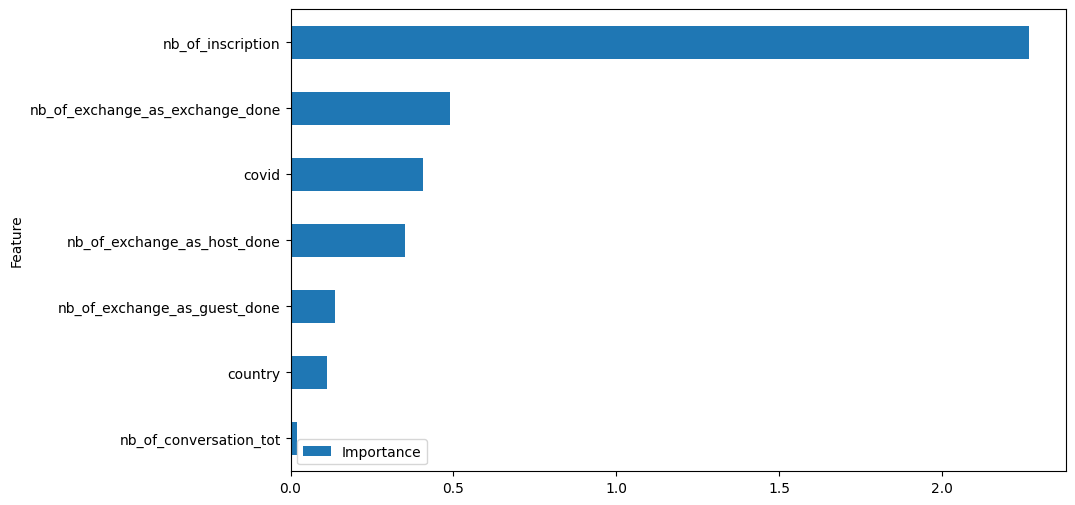 nb_of_inscription
nb_of_exchange_as_exchange_done
covid
nb_of_exchange_as_host_done
nb_of_exchange_as_guest_done
country
nb_of_conversation_tot
Feature
Importance
0.0 0.5 1.0 1.5 2.0